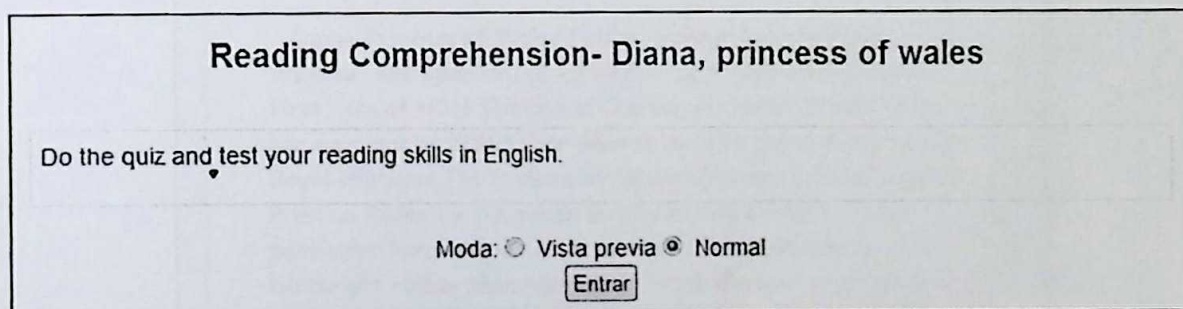 Reading Comprehension- Diana, princess of wales
Do the quiz and test your reading skills in English.
Moda: Vista previa Normal
Entrar